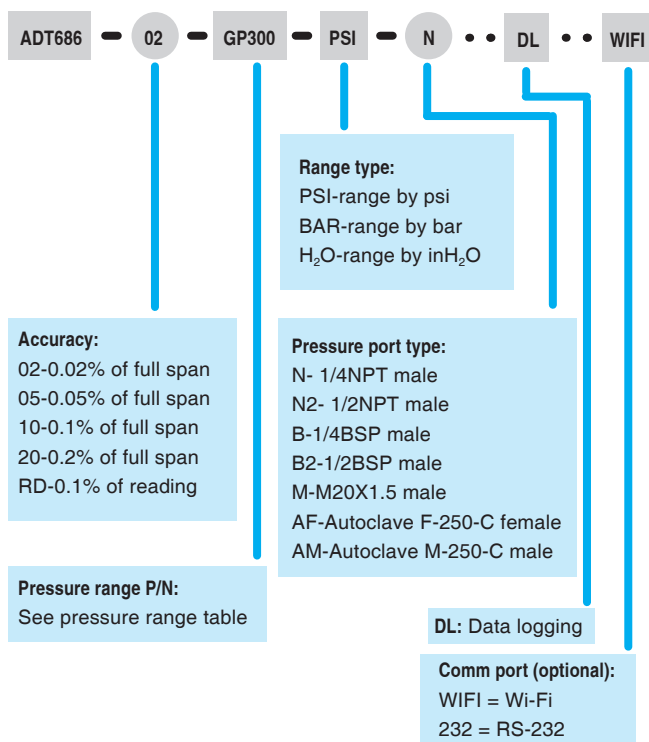 ADT686 - 02 - GP300 - PSI - N DL WIFI
Range type:
PSI-range by psi
BAR-range by bar
H₂O-range by inH₂O
Accuracy:
02-0.02% of full span
05-0.05% of full span
10-0.1% of full span
20-0.2% of full span
RD-0.1% of reading
Pressure port type:
N- 1/4NPT male
N2- 1/2NPT male
B-1/4BSP male
B2-1/2BSP male
M-M20X1.5 male
AF-Autoclave F-250-C female
AM-Autoclave M-250-C male
Pressure range P/N:
See pressure range table
DL: Data logging
Comm port (optional):
WIFI = Wi-Fi
232 = RS-232